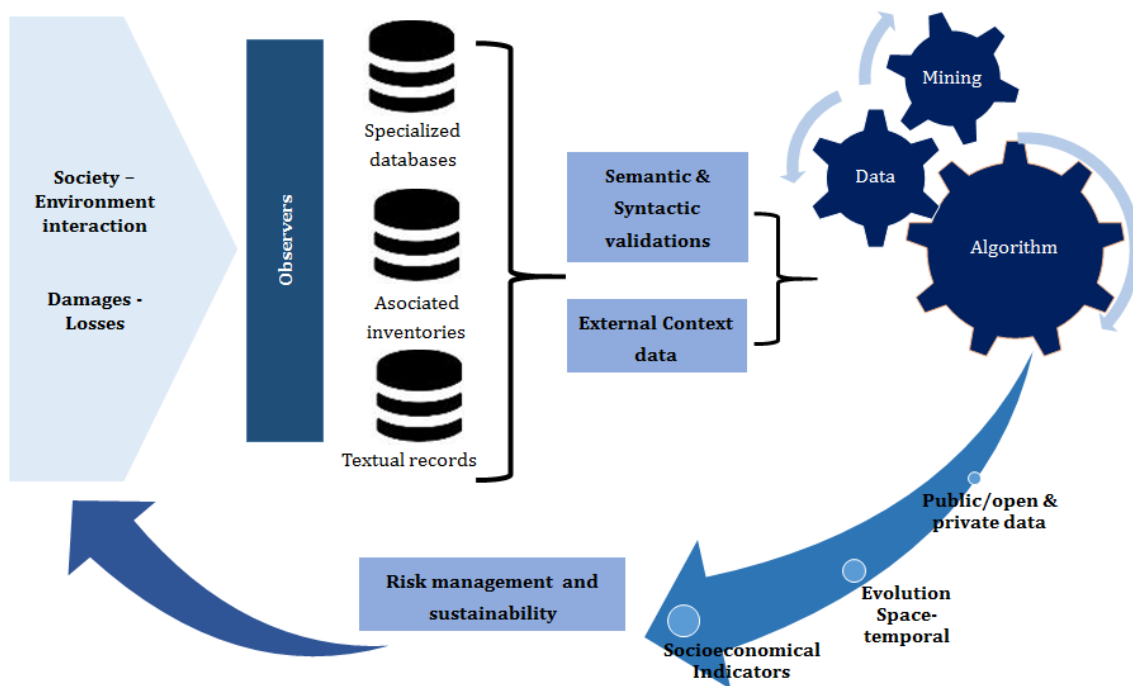 Society –
Environment
interaction
Damages -
Losses
Observers
Specialized
databases
Asociated
inventories
Textual records
Semantic &
Syntactic
validations
External Context
data
Mining
Data
Algorithm
Public/open &
private data
Evolution
Space-
temporal
Socioeconomical
Indicators
Risk management and
sustainability